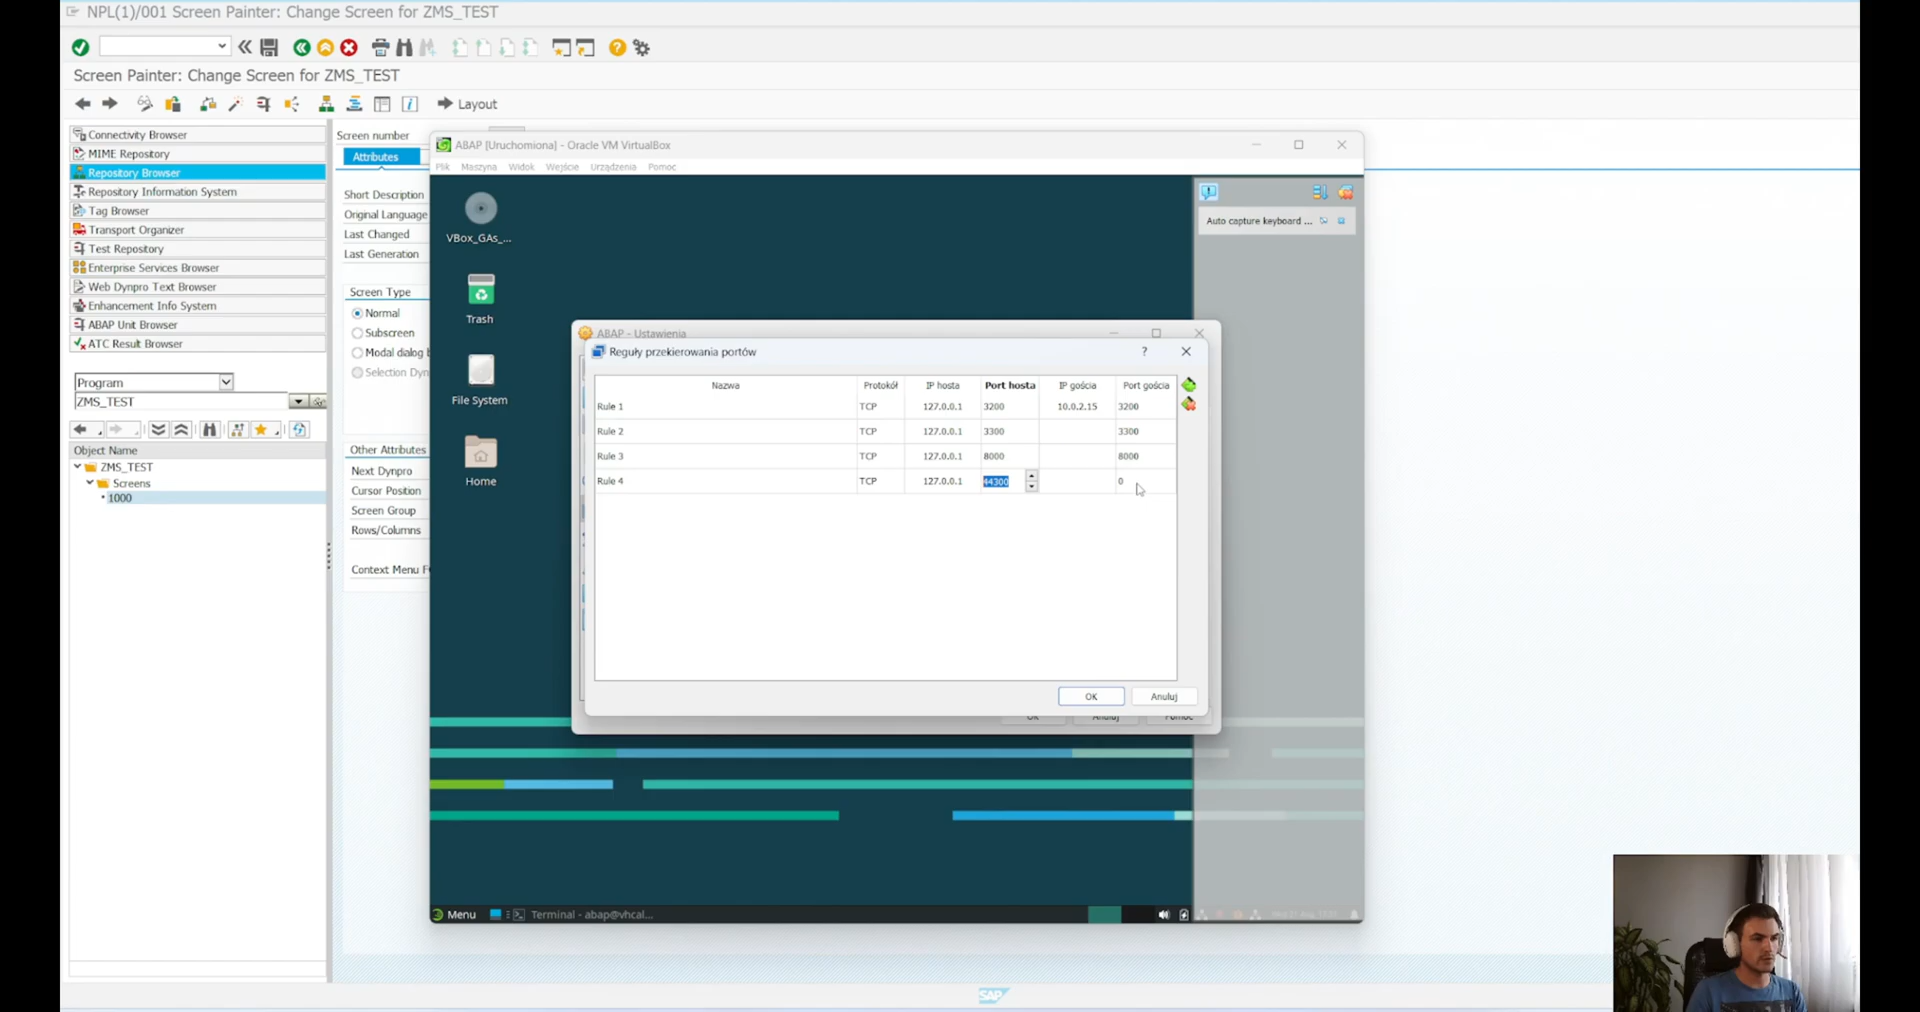 NPL(1)/001 Screen Painter: Change Screen for ZMS_TEST
Screen Painter: Change Screen for ZMS_TEST
Layout
Connectivity Browser
MIME Repository
Repository Browser
Repository Information System
Tag Browser
Transport Organizer
Test Repository
Enterprise Services Browser
Web Dynpro Text Browser
Enhancement Info System
ABAP Unit Browser
ATC Result Browser
Program
ZMS_TEST
Object Name
ZMS_TEST
Screens
1000
Screen number
Attributes
Short Description
Original Language
Last Changed
Last Generation
Screen Type
Normal
Subscreen
Modal dialog b
Selection Dyn
Other Attributes
Next Dynpro
Cursor Position
Screen Group
Rows/Columns
Context Menu F
ABAP [Uruchomiona] - Oracle VM VirtualBox
Plik Maszyna Widok Wejście Urządzenia Pomoc
VBox_GAs_...
Trash
File System
Home
Auto capture keyboard ...
ABAP - Ustawienia
Reguły przekierowania portów
Nazwa Protokół IP hosta Port hosta IP gościa Port gościa
Rule 1 TCP 127.0.0.1 3200 10.0.2.15 3200
Rule 2 TCP 127.0.0.1 3300 3300
Rule 3 TCP 127.0.0.1 8000 8000
Rule 4 TCP 127.0.0.1 44300 0
OK Anuluj
OK Anuluj Pomoc
Menu Terminal - abap@vhcal...
SAP